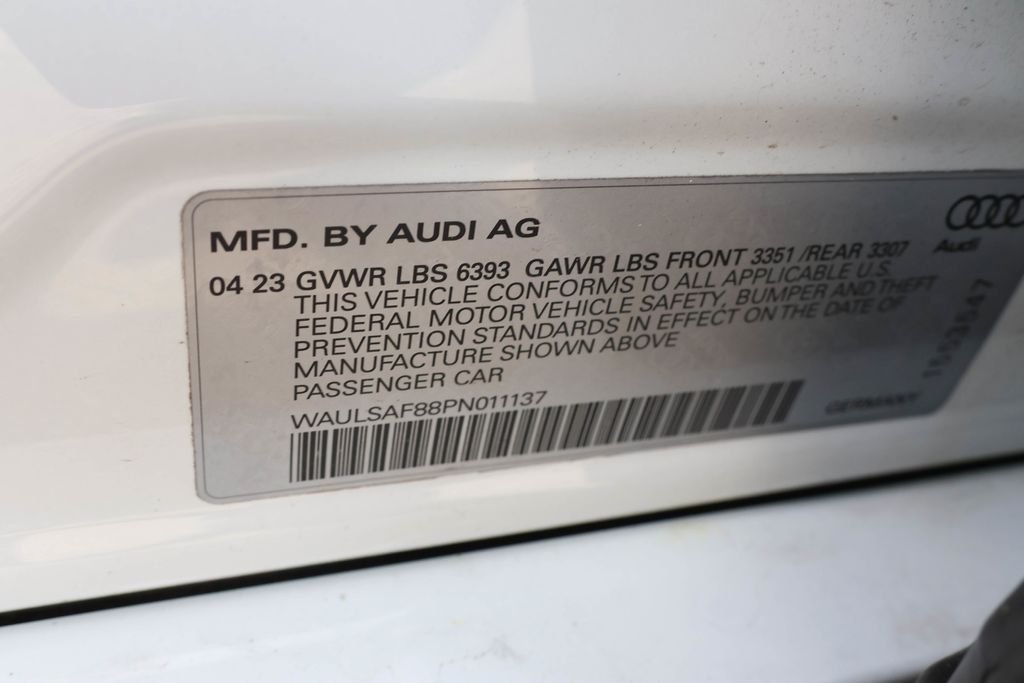 MFD. BY AUDI AG
Audi
04 23 GVWR LBS 6393 GAWR LBS FRONT 3351 /REAR 3307
THIS VEHICLE CONFORMS TO ALL APPLICABLE U.S.
FEDERAL MOTOR VEHICLE SAFETY, BUMPER AND THEFT
PREVENTION STANDARDS IN EFFECT ON THE DATE OF
MANUFACTURE SHOWN ABOVE
PASSENGER CAR
WAULSAF88PN011137
GERMANY